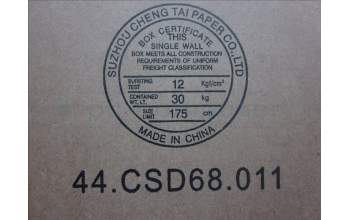 SUZHOU CHENG TAI PAPER CO.,LTD.
BOX CERTIFICATE
THIS
SINGLE WALL
BOX MEETS ALL CONSTRUCTION
REQUIREMENTS OF UNIFORM
FREIGHT CLASSIFICATION
BURSTING TEST 12 Kgf/cm²
CONTAINED WT. LT. 30 kg
SIZE LIMIT 175 cm
MADE IN CHINA
44.CSD68.011